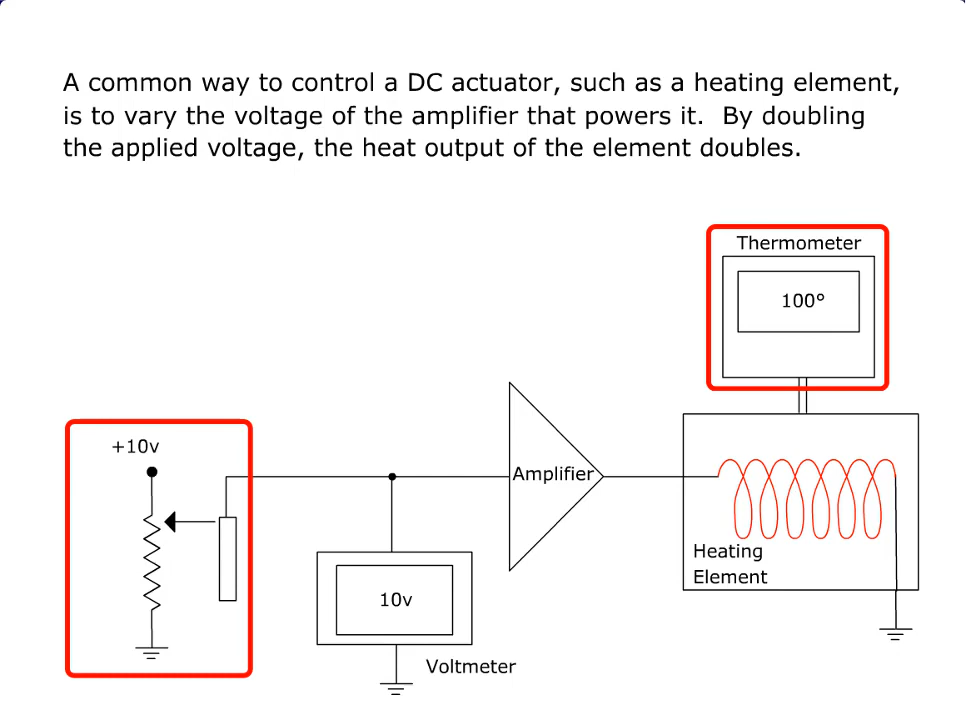 A common way to control a DC actuator, such as a heating element,
is to vary the voltage of the amplifier that powers it.  By doubling
the applied voltage, the heat output of the element doubles.
Thermometer
100°
+10v
Amplifier
Heating
Element
10v
Voltmeter